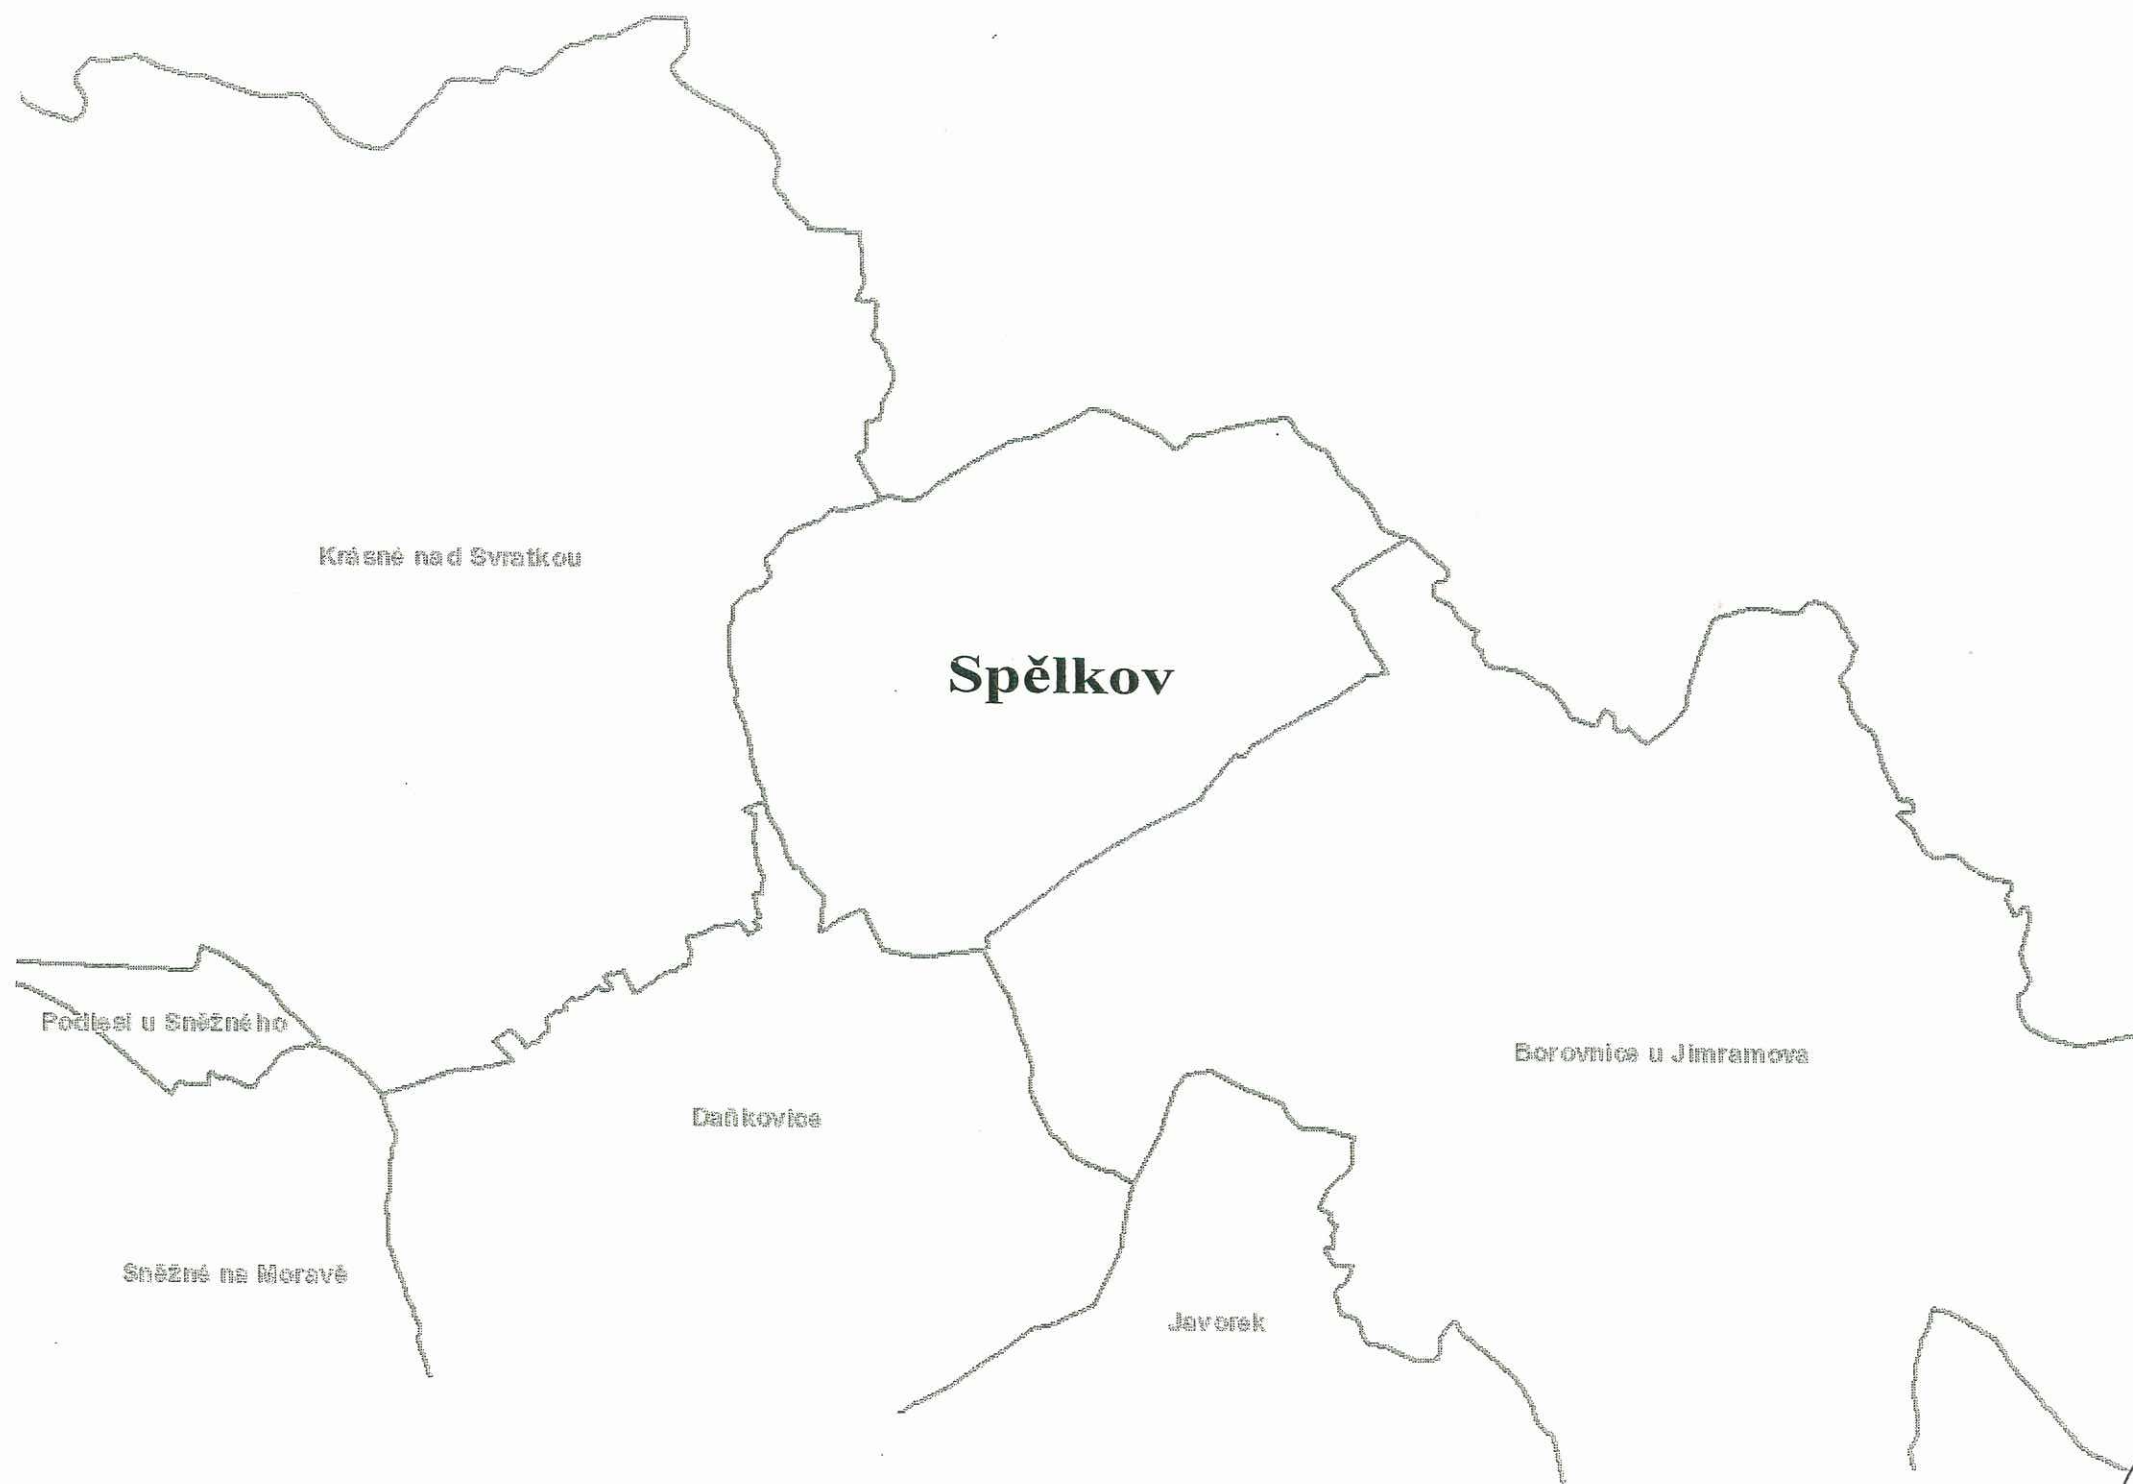 Krásné nad Svratkou
Spělkov
Podlesí u Sněžného
Borovnice u Jimramova
Daňkovice
Sněžné na Moravě
Javorek